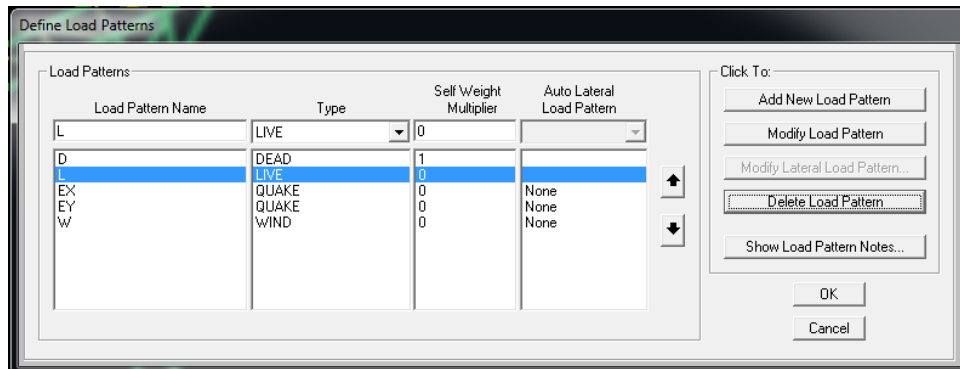 Define Load Patterns
Load Patterns
Click To:
Load Pattern Name Type Self Weight Multiplier Auto Lateral Load Pattern
L LIVE 0
D DEAD 1
L LIVE 0
EX QUAKE 0 None
EY QUAKE 0 None
W WIND 0 None
Add New Load Pattern
Modify Load Pattern
Modify Lateral Load Pattern...
Delete Load Pattern
Show Load Pattern Notes...
OK
Cancel